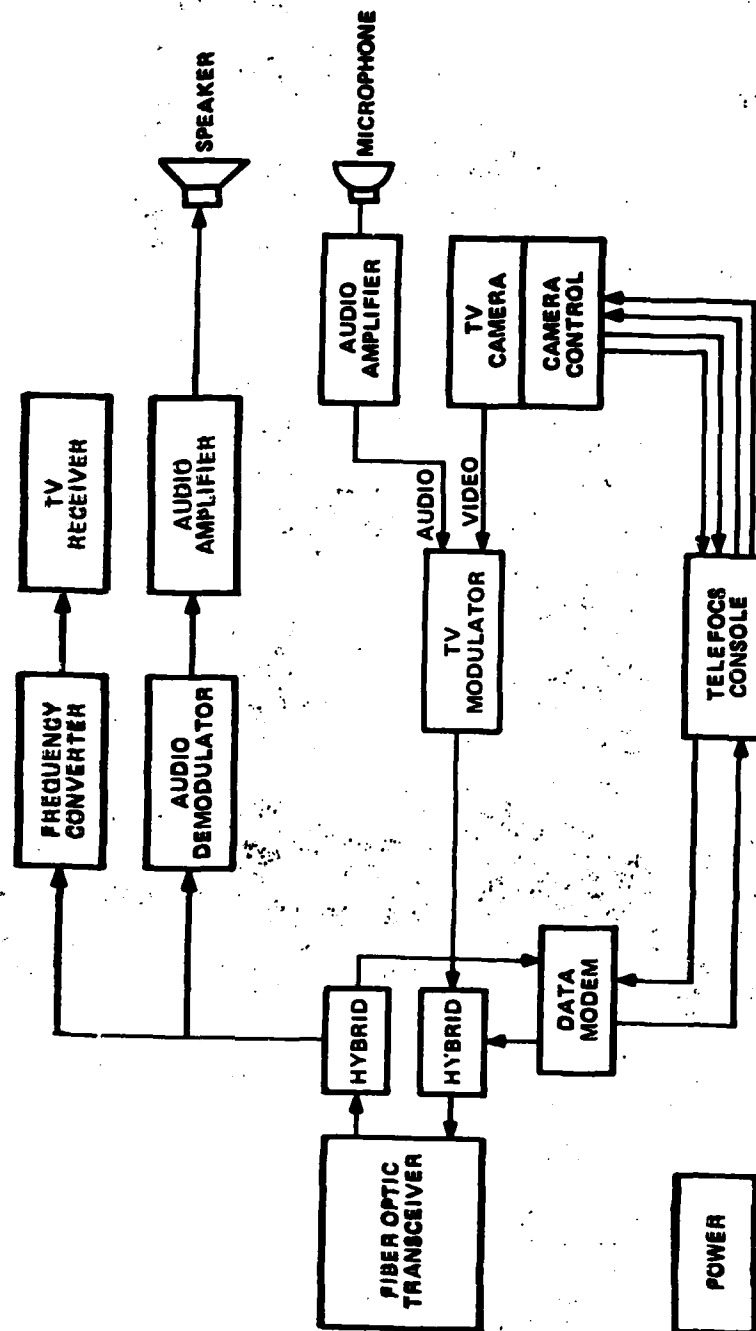 FREQUENCY
CONVERTER
TV
RECEIVER
AUDIO
DEMODULATOR
AUDIO
AMPLIFIER
SPEAKER
FIBER OPTIC
TRANSCEIVER
HYBRID
HYBRID
AUDIO
AMPLIFIER
MICROPHONE
AUDIO
VIDEO
TV
MODULATOR
TV
CAMERA
CAMERA
CONTROL
DATA
MODEM
TELEFOCS
CONSOLE
POWER